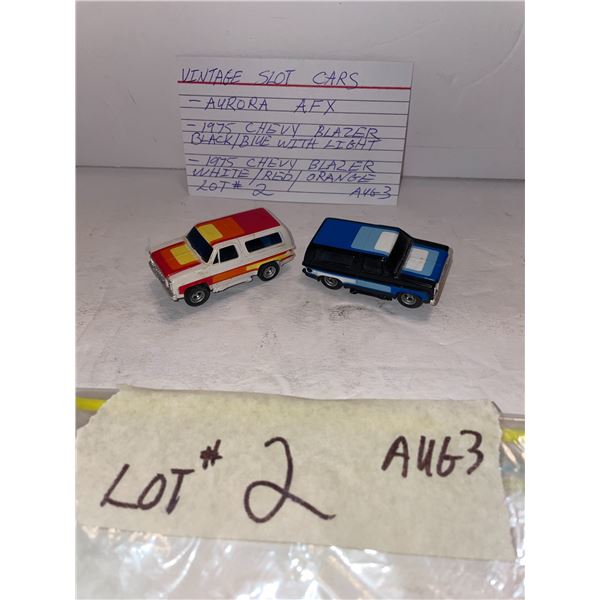 VINTAGE SLOT CARS
- AURORA AFX
- 1975 CHEVY BLAZER
BLACK/BLUE WITH LIGHT
- 1975 CHEVY BLAZER
WHITE/RED/ORANGE
LOT # 2 AUG3
LOT # 2 AUG3